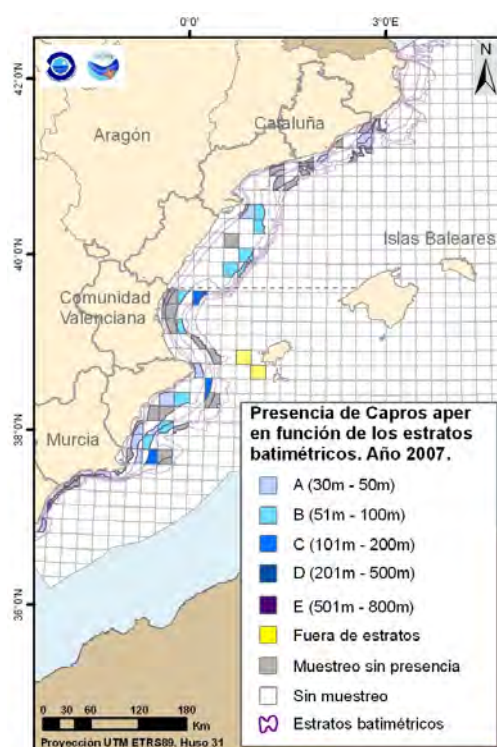 0°0'
3°0'E
42°0'N
N
Cataluña
Aragón
Islas Baleares
40°0'N
Comunidad
Valenciana
38°0'N
Murcia
36°0'N
Presencia de Capros aper
en función de los estratos
batimétricos. Año 2007.
A (30m - 50m)
B (51m - 100m)
C (101m - 200m)
D (201m - 500m)
E (501m - 800m)
Fuera de estratos
Muestreo sin presencia
Sin muestreo
Estratos batimétricos
0 30 60 120 180
Km
Proyección UTM ETRS89. Huso 31